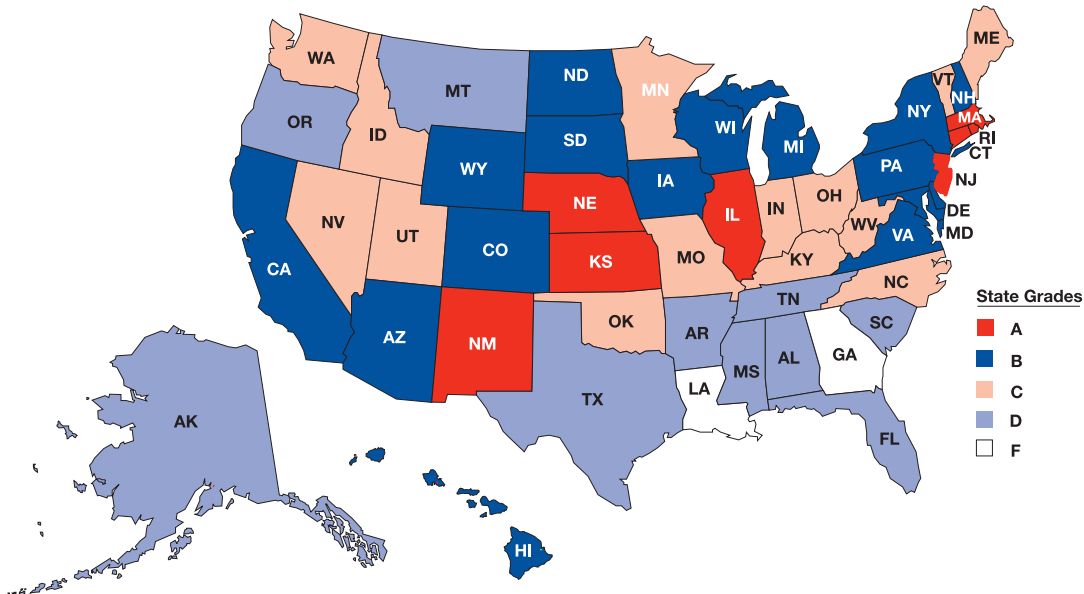 ME
WA
VT
ND
MT
MN
NH
NY
MA
OR
ID
WI
RI
SD
MI
CT
PA
WY
IA
NJ
NE
OH
IN
IL
DE
NV
WV
MD
UT
CO
VA
KS
MO
KY
CA
NC
State Grades
TN
OK
SC
A
AZ
NM
AR
GA
B
MS
AL
LA
C
TX
AK
D
FL
F
HI